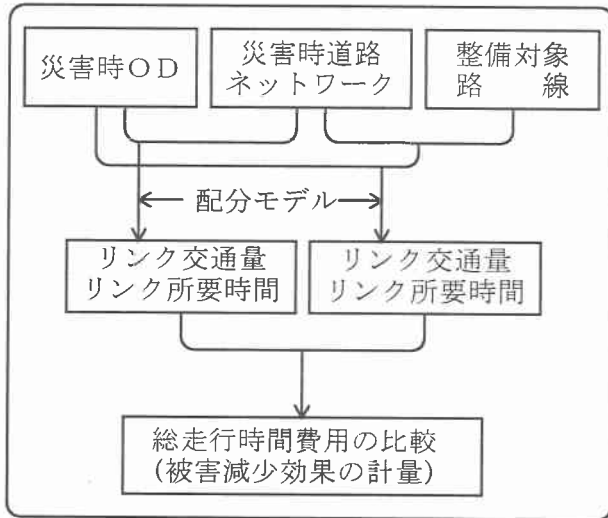 災害時ＯＤ
災害時道路
ネットワーク
整備対象
路　　線
配分モデル
リンク交通量
リンク所要時間
リンク交通量
リンク所要時間
総走行時間費用の比較
(被害減少効果の計量)